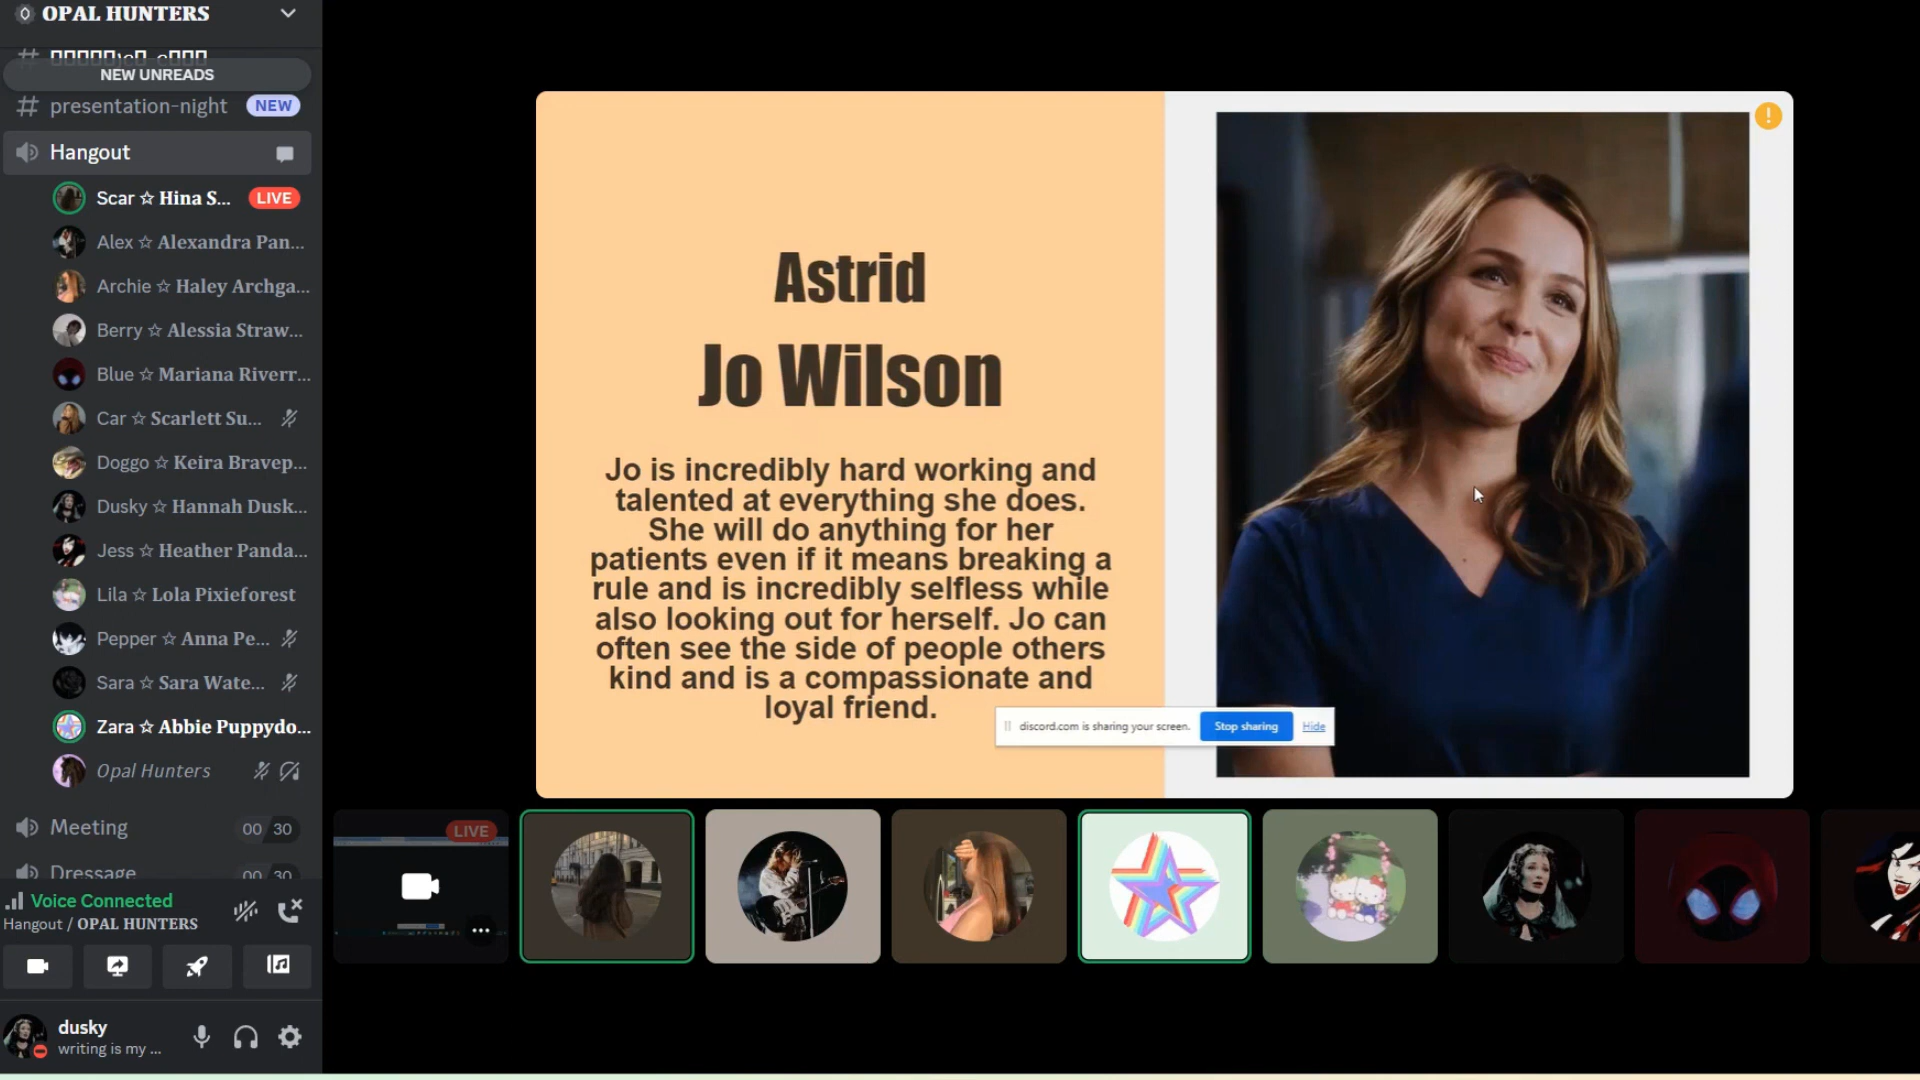 OPAL HUNTERS
NEW UNREADS
presentation-night NEW
Hangout
Scar ☆ Hina S... LIVE
Alex ☆ Alexandra Pan...
Archie ☆ Haley Archga...
Berry ☆ Alessia Straw...
Blue ☆ Mariana Riverr...
Car ☆ Scarlett Su...
Doggo ☆ Keira Bravep...
Dusky ☆ Hannah Dusk...
Jess ☆ Heather Panda...
Lila ☆ Lola Pixieforest
Pepper ☆ Anna Pe...
Sara ☆ Sara Wate...
Zara ☆ Abbie Puppydo...
Opal Hunters
Meeting 00 30
Dressage 00 30
Voice Connected
Hangout / OPAL HUNTERS
dusky
writing is my ...
Astrid
Jo Wilson
Jo is incredibly hard working and
talented at everything she does.
She will do anything for her
patients even if it means breaking a
rule and is incredibly selfless while
also looking out for herself. Jo can
often see the side of people others
kind and is a compassionate and
loyal friend.
discord.com is sharing your screen. Stop sharing Hide
LIVE